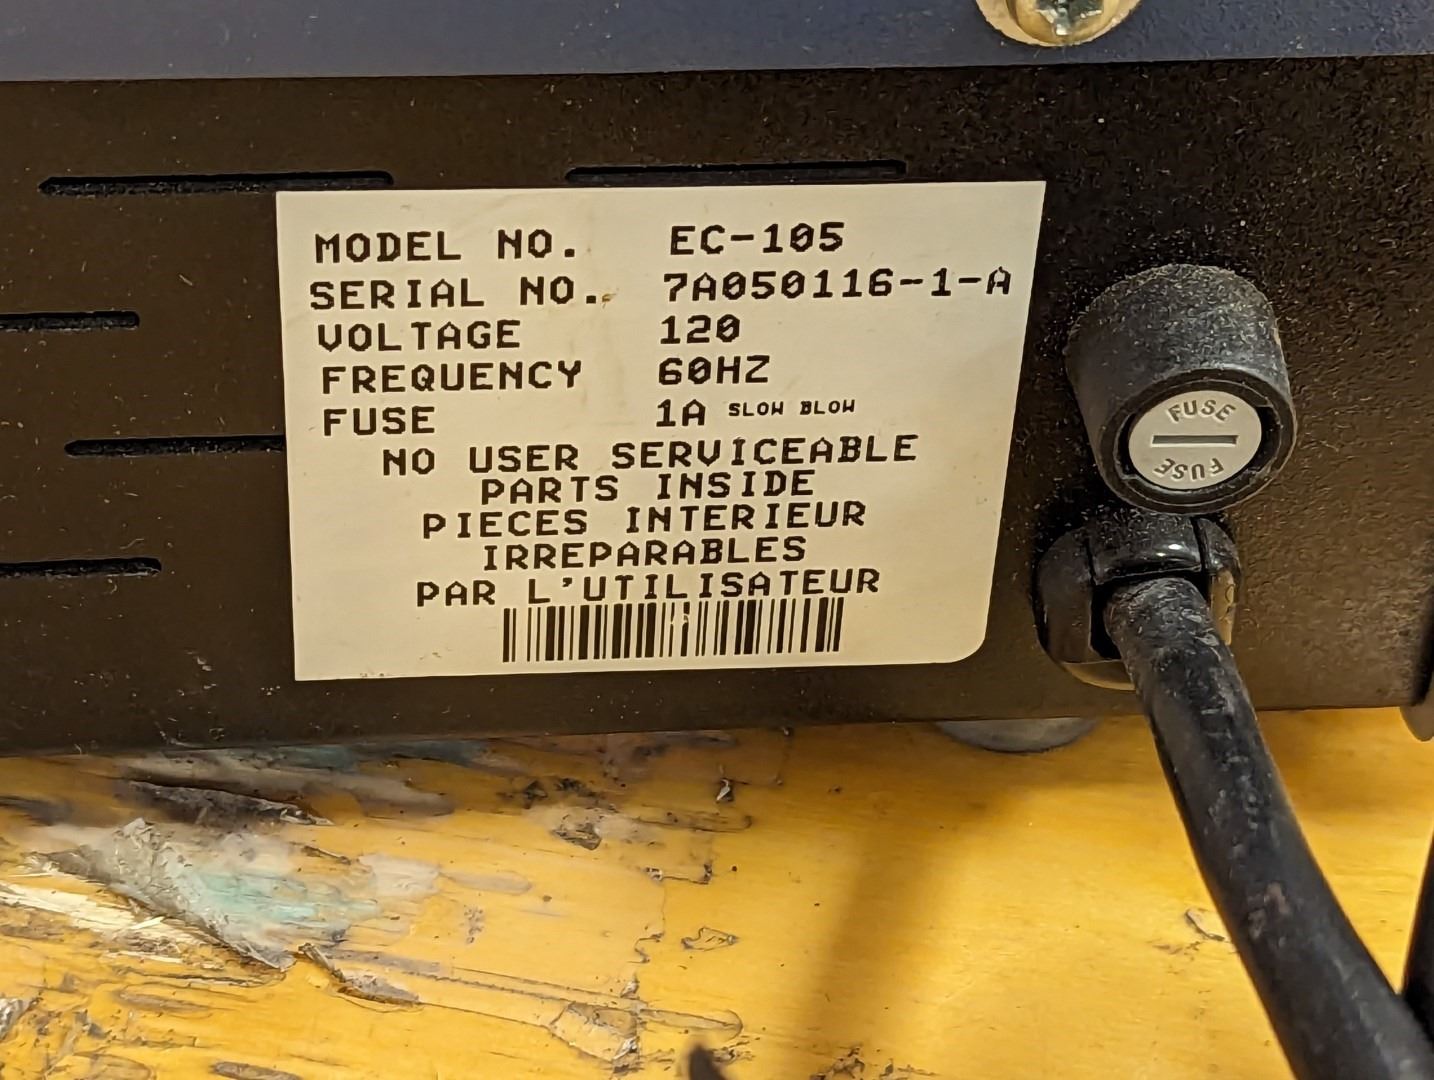 MODEL NO. EC-105
SERIAL NO. 7A050116-1-A
VOLTAGE 120
FREQUENCY 60HZ
FUSE 1A SLOW BLOW
NO USER SERVICEABLE
PARTS INSIDE
PIECES INTERIEUR
IRREPARABLES
PAR L'UTILISATEUR
FUSE
FUSE